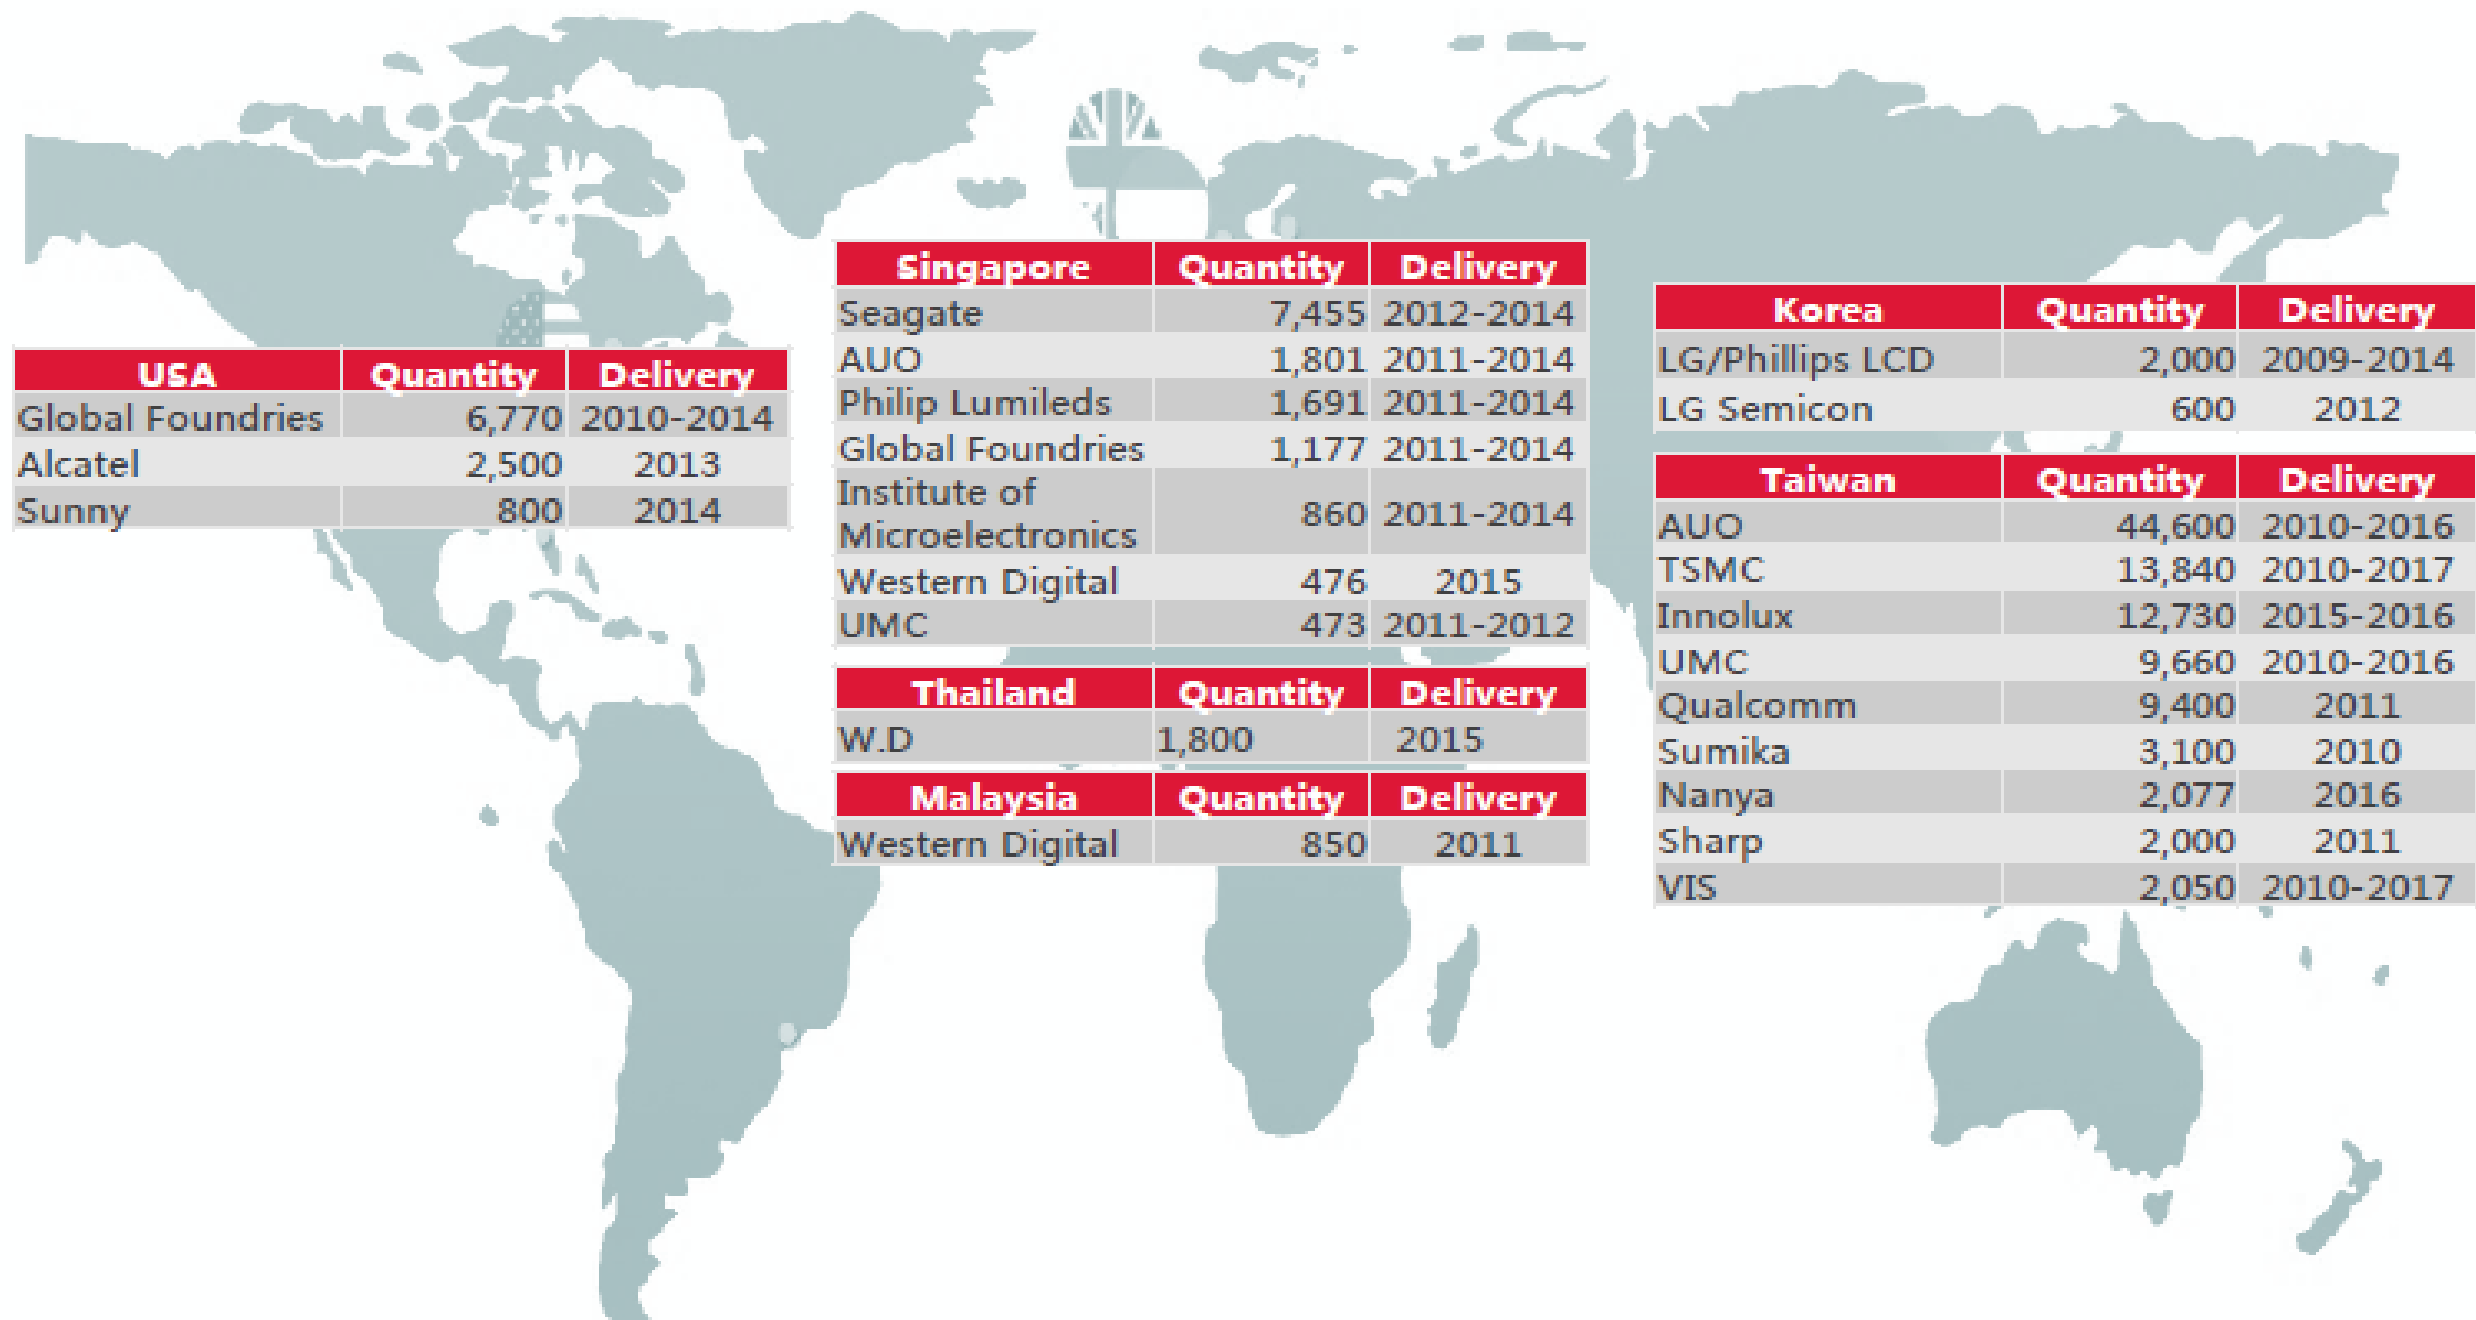 USA Quantity Delivery
Global Foundries 6,770 2010-2014
Alcatel 2,500 2013
Sunny 800 2014
Singapore Quantity Delivery
Seagate 7,455 2012-2014
AUO 1,801 2011-2014
Philip Lumileds 1,691 2011-2014
Global Foundries 1,177 2011-2014
Institute of
Microelectronics 860 2011-2014
Western Digital 476 2015
UMC 473 2011-2012
Thailand Quantity Delivery
W.D 1,800 2015
Malaysia Quantity Delivery
Western Digital 850 2011
Korea Quantity Delivery
LG/Phillips LCD 2,000 2009-2014
LG Semicon 600 2012
Taiwan Quantity Delivery
AUO 44,600 2010-2016
TSMC 13,840 2010-2017
Innolux 12,730 2015-2016
UMC 9,660 2010-2016
Qualcomm 9,400 2011
Sumika 3,100 2010
Nanya 2,077 2016
Sharp 2,000 2011
VIS 2,050 2010-2017